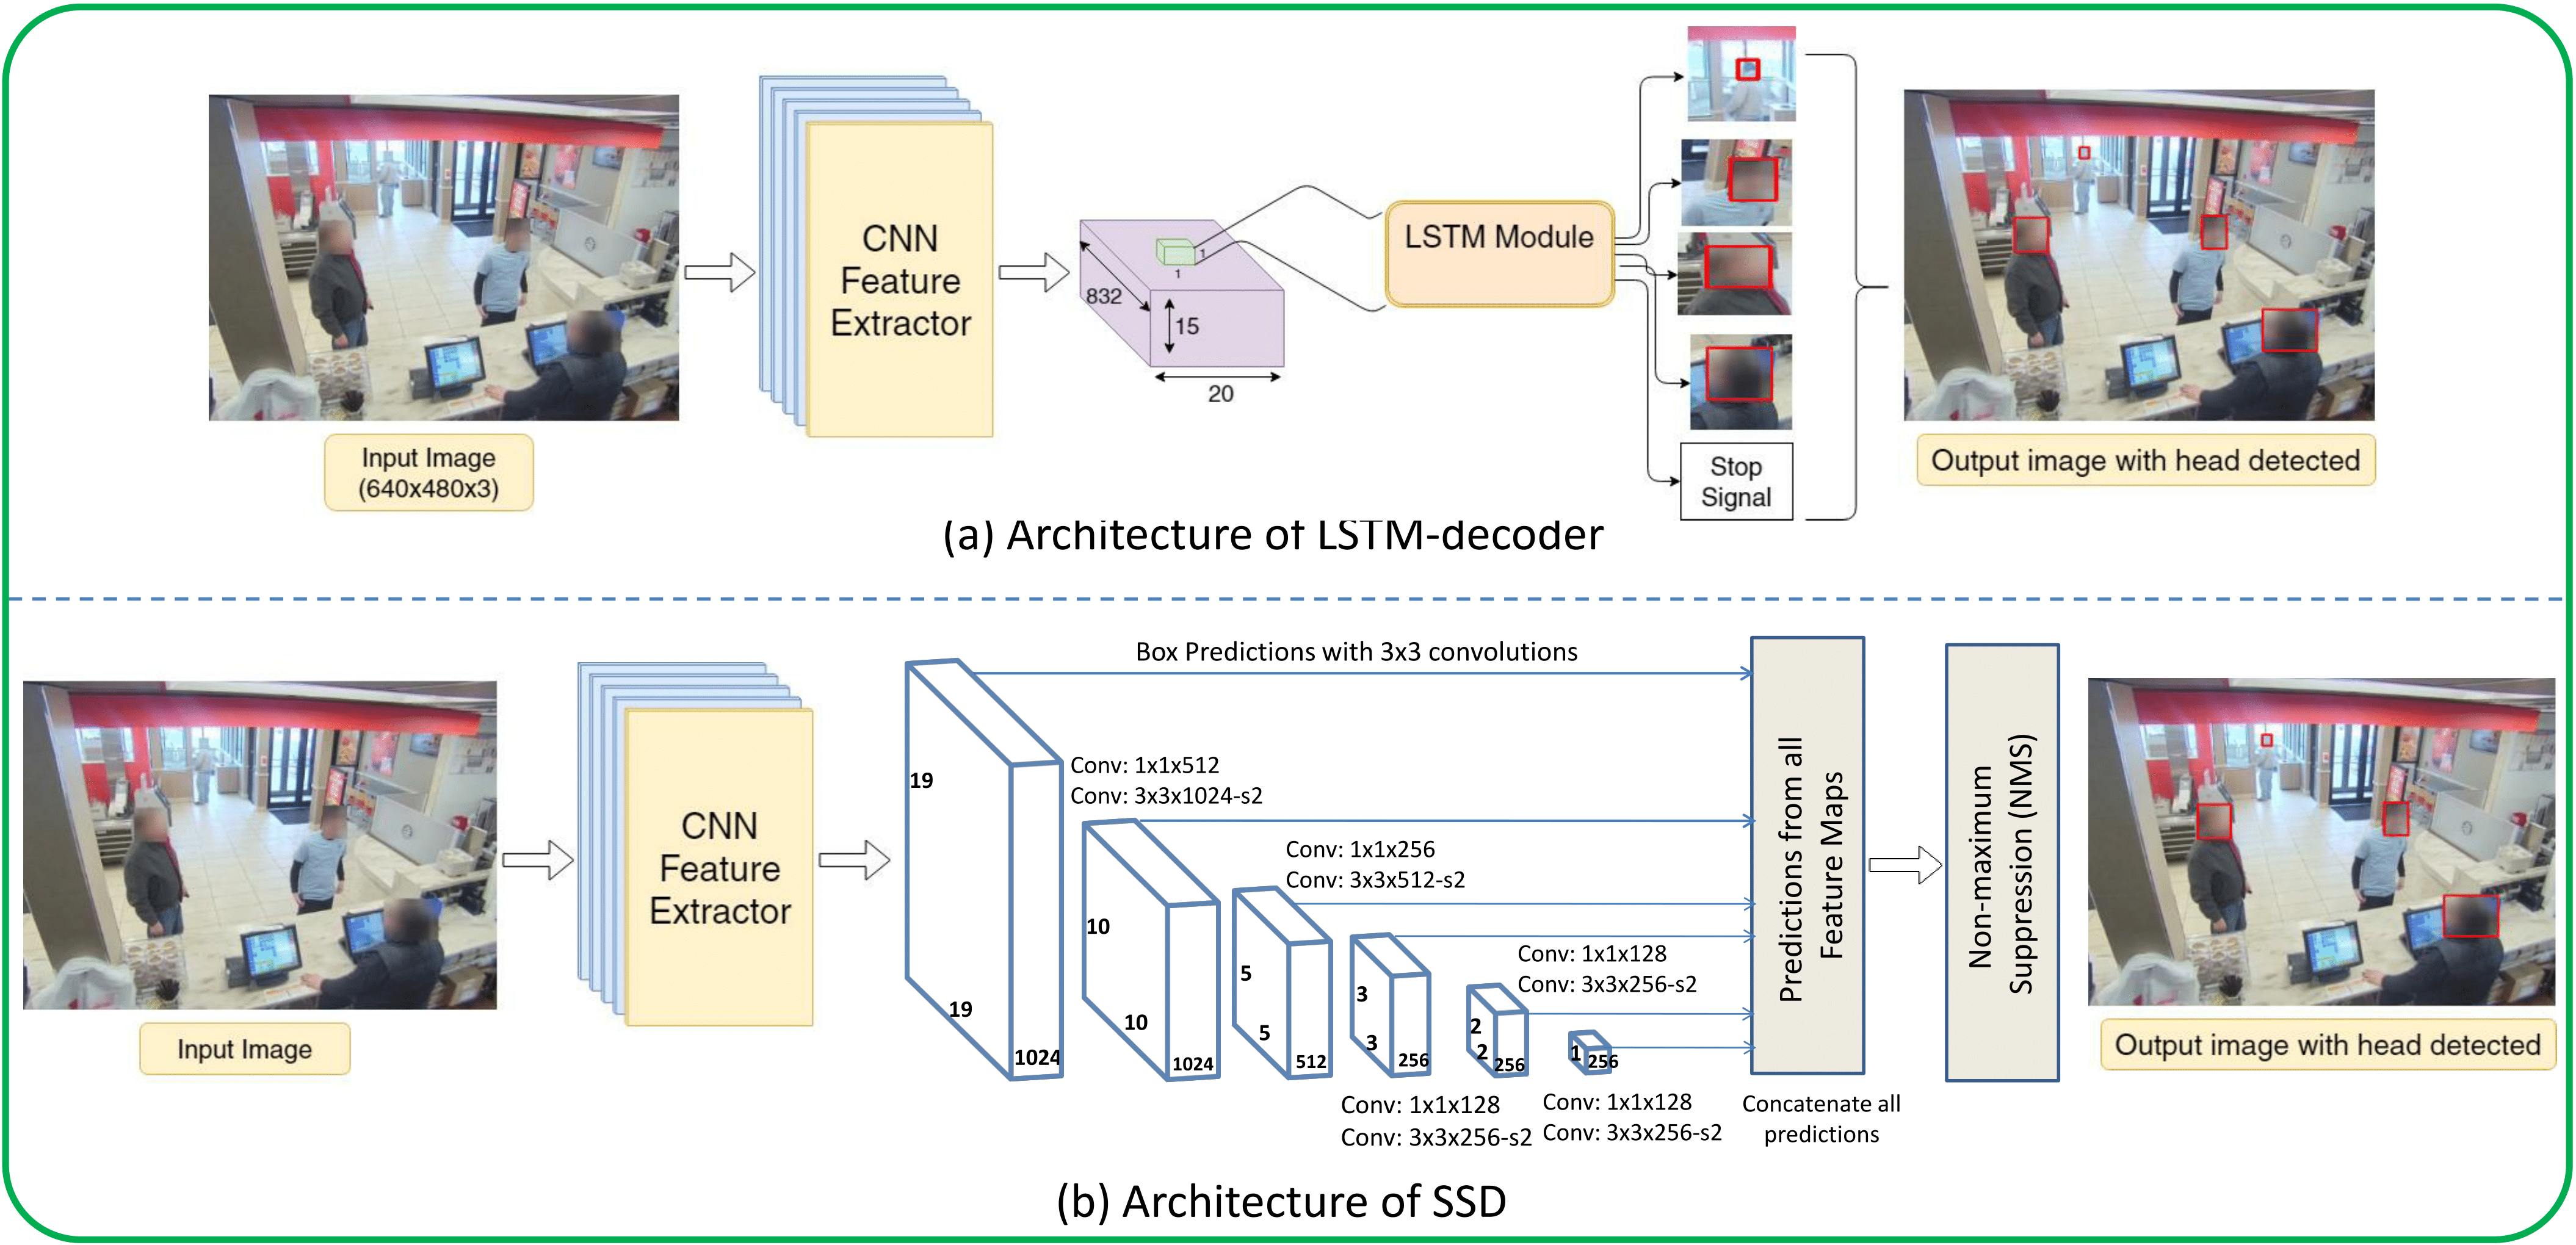 CNN
Feature
Extractor
LSTM Module
832
1
1
15
20
Input Image
(640x480x3)
Stop
Signal
Output image with head detected
(a) Architecture of LSTM-decoder
Box Predictions with 3x3 convolutions
CNN
Feature
Extractor
Input Image
19
19
1024
Conv: 1x1x512
Conv: 3x3x1024-s2
10
10
1024
Conv: 1x1x256
Conv: 3x3x512-s2
5
5
512
3
3
256
Conv: 1x1x128
Conv: 3x3x256-s2
2
2
256
1
256
Conv: 1x1x128
Conv: 3x3x256-s2
Conv: 1x1x128
Conv: 3x3x256-s2
Predictions from all
Feature Maps
Concatenate all
predictions
Non-maximum
Suppression (NMS)
Output image with head detected
(b) Architecture of SSD